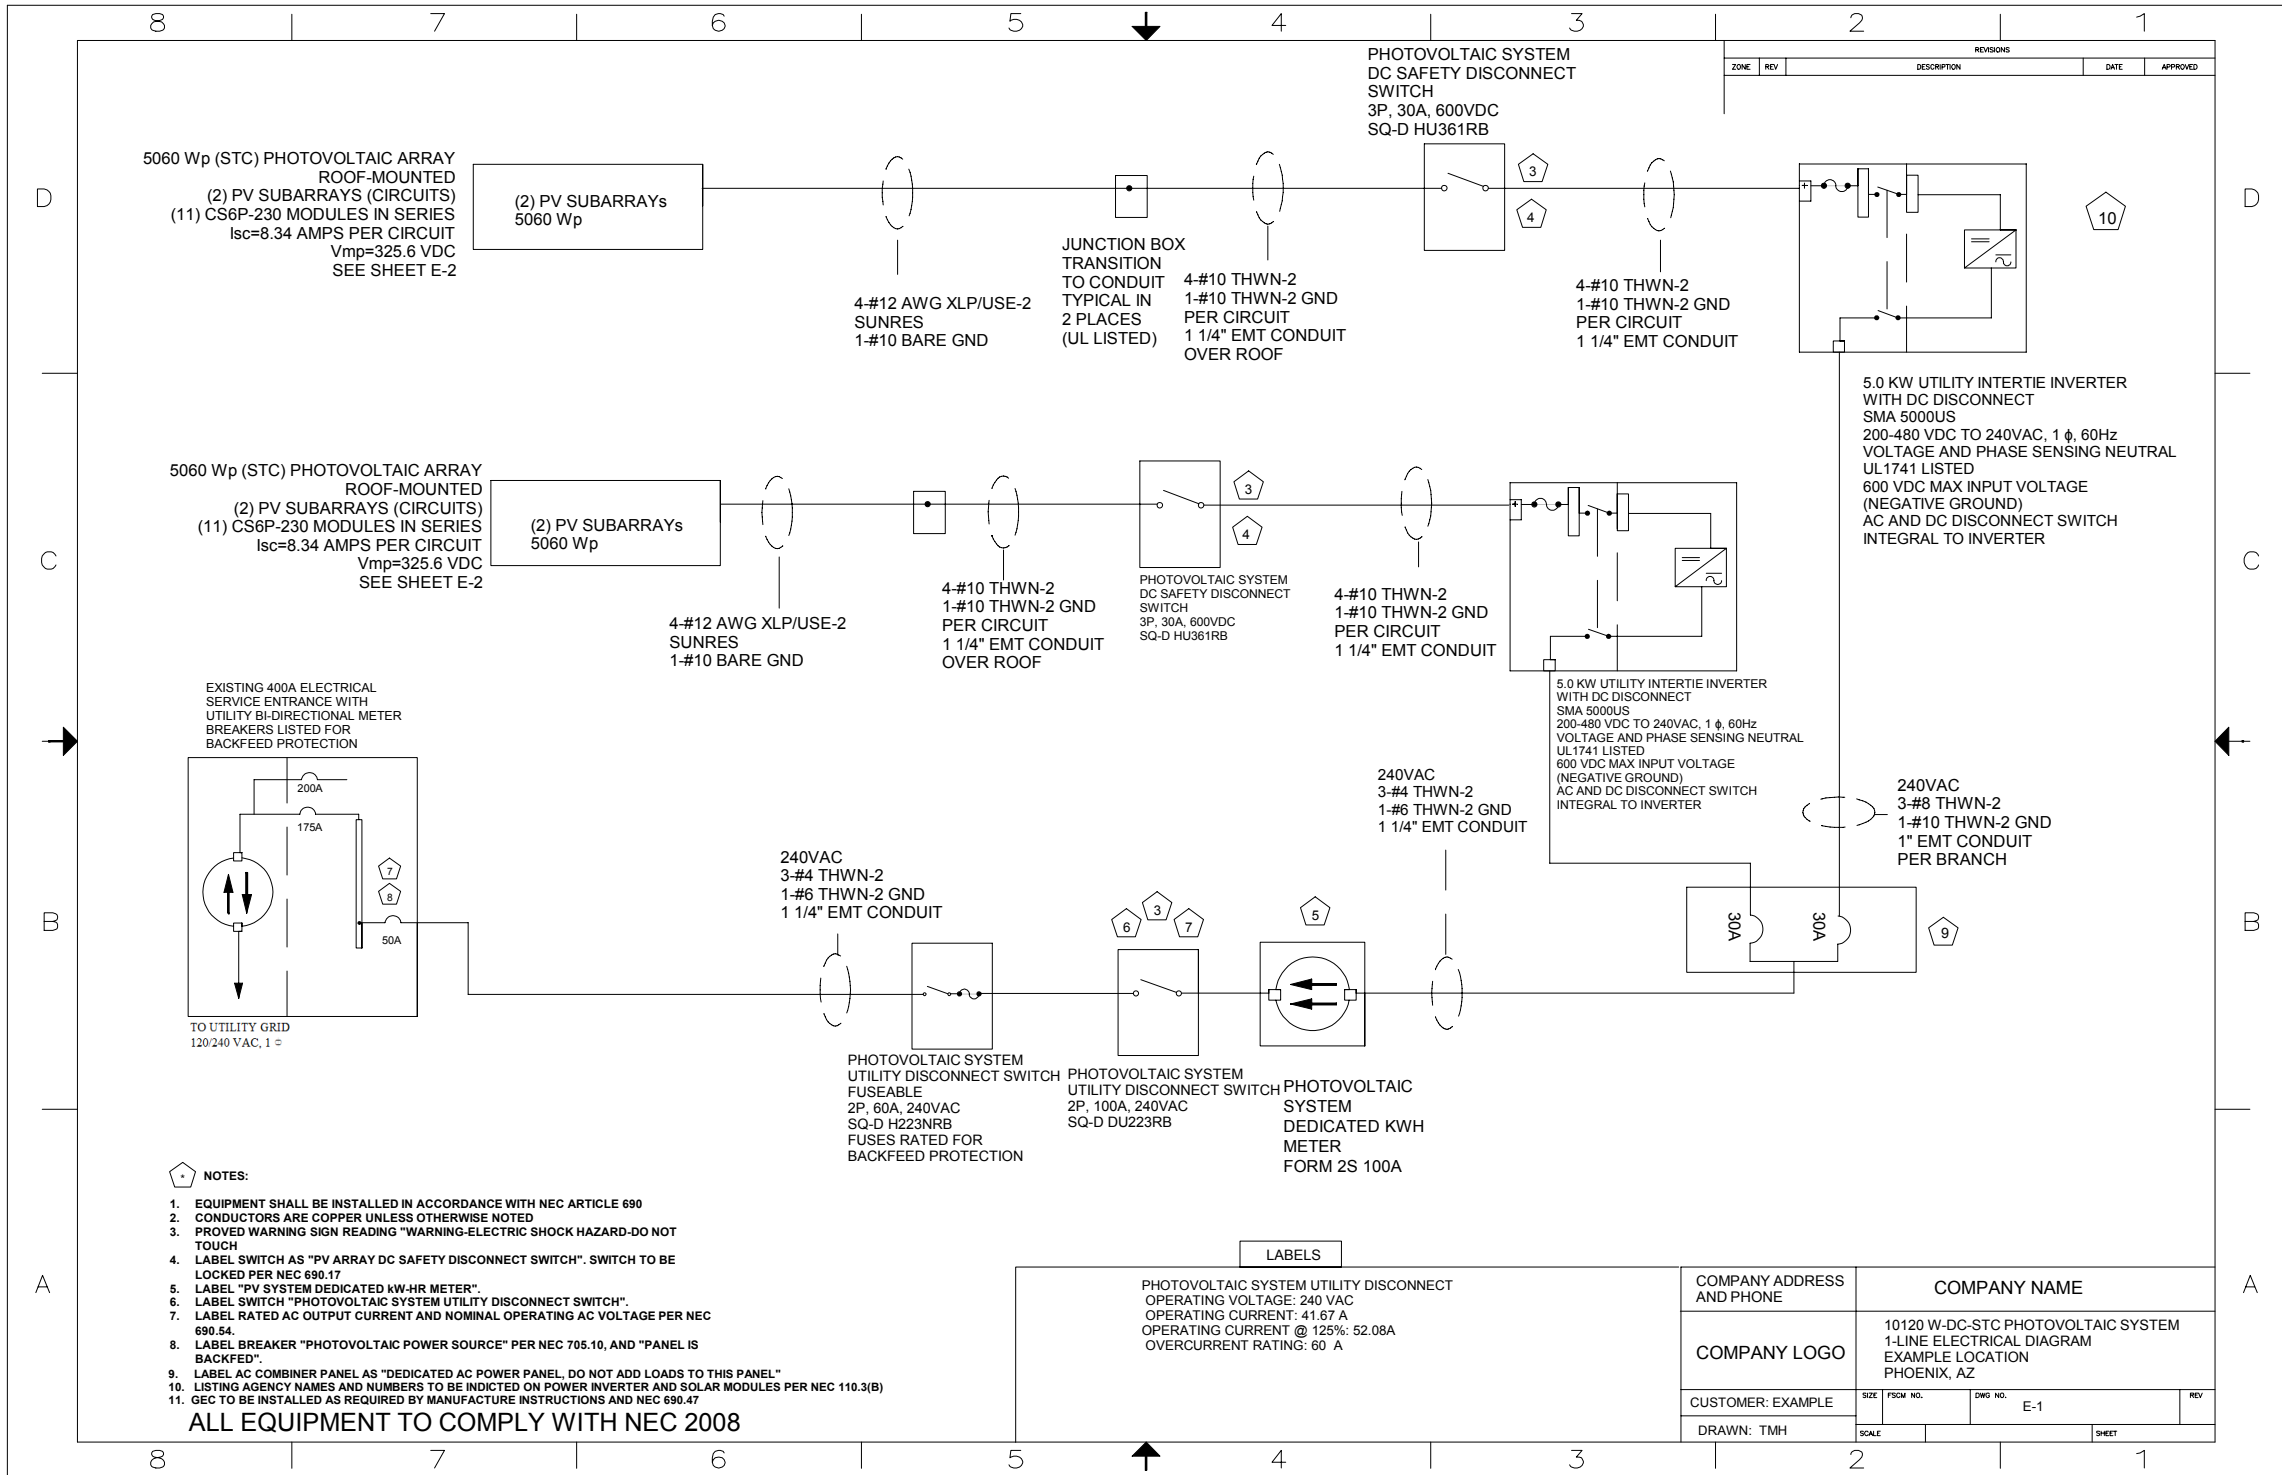 8 7 6 5 4 3 2 1
REVISIONS
ZONE REV DESCRIPTION DATE APPROVED
D
D
PHOTOVOLTAIC SYSTEM
DC SAFETY DISCONNECT
SWITCH
3P, 30A, 600VDC
SQ-D HU361RB
5060 Wp (STC) PHOTOVOLTAIC ARRAY
ROOF-MOUNTED
(2) PV SUBARRAYS (CIRCUITS)
(11) CS6P-230 MODULES IN SERIES
Isc=8.34 AMPS PER CIRCUIT
Vmp=325.6 VDC
SEE SHEET E-2
(2) PV SUBARRAYs
5060 Wp
4-#12 AWG XLP/USE-2
SUNRES
1-#10 BARE GND
JUNCTION BOX
TRANSITION
TO CONDUIT
TYPICAL IN
2 PLACES
(UL LISTED)
4-#10 THWN-2
1-#10 THWN-2 GND
PER CIRCUIT
1 1/4" EMT CONDUIT
OVER ROOF
3
4
4-#10 THWN-2
1-#10 THWN-2 GND
PER CIRCUIT
1 1/4" EMT CONDUIT
+
10
5.0 KW UTILITY INTERTIE INVERTER
WITH DC DISCONNECT
SMA 5000US
200-480 VDC TO 240VAC, 1 ϕ, 60Hz
VOLTAGE AND PHASE SENSING NEUTRAL
UL1741 LISTED
600 VDC MAX INPUT VOLTAGE
(NEGATIVE GROUND)
AC AND DC DISCONNECT SWITCH
INTEGRAL TO INVERTER
C
C
5060 Wp (STC) PHOTOVOLTAIC ARRAY
ROOF-MOUNTED
(2) PV SUBARRAYS (CIRCUITS)
(11) CS6P-230 MODULES IN SERIES
Isc=8.34 AMPS PER CIRCUIT
Vmp=325.6 VDC
SEE SHEET E-2
(2) PV SUBARRAYs
5060 Wp
4-#12 AWG XLP/USE-2
SUNRES
1-#10 BARE GND
4-#10 THWN-2
1-#10 THWN-2 GND
PER CIRCUIT
1 1/4" EMT CONDUIT
OVER ROOF
3
4
PHOTOVOLTAIC SYSTEM
DC SAFETY DISCONNECT
SWITCH
3P, 30A, 600VDC
SQ-D HU361RB
4-#10 THWN-2
1-#10 THWN-2 GND
PER CIRCUIT
1 1/4" EMT CONDUIT
+
5.0 KW UTILITY INTERTIE INVERTER
WITH DC DISCONNECT
SMA 5000US
200-480 VDC TO 240VAC, 1 ϕ, 60Hz
VOLTAGE AND PHASE SENSING NEUTRAL
UL1741 LISTED
600 VDC MAX INPUT VOLTAGE
(NEGATIVE GROUND)
AC AND DC DISCONNECT SWITCH
INTEGRAL TO INVERTER
EXISTING 400A ELECTRICAL
SERVICE ENTRANCE WITH
UTILITY BI-DIRECTIONAL METER
BREAKERS LISTED FOR
BACKFEED PROTECTION
200A
175A
7
8
50A
TO UTILITY GRID
120/240 VAC, 1
B
B
240VAC
3-#4 THWN-2
1-#6 THWN-2 GND
1 1/4" EMT CONDUIT
6 3 7
5
240VAC
3-#4 THWN-2
1-#6 THWN-2 GND
1 1/4" EMT CONDUIT
240VAC
3-#8 THWN-2
1-#10 THWN-2 GND
1" EMT CONDUIT
PER BRANCH
30A
30A
9
PHOTOVOLTAIC SYSTEM
UTILITY DISCONNECT SWITCH
FUSEABLE
2P, 60A, 240VAC
SQ-D H223NRB
FUSES RATED FOR
BACKFEED PROTECTION
PHOTOVOLTAIC SYSTEM
UTILITY DISCONNECT SWITCH
2P, 100A, 240VAC
SQ-D DU223RB
PHOTOVOLTAIC
SYSTEM
DEDICATED KWH
METER
FORM 2S 100A
A
A
* NOTES:
1. EQUIPMENT SHALL BE INSTALLED IN ACCORDANCE WITH NEC ARTICLE 690
2. CONDUCTORS ARE COPPER UNLESS OTHERWISE NOTED
3. PROVED WARNING SIGN READING "WARNING-ELECTRIC SHOCK HAZARD-DO NOT
TOUCH
4. LABEL SWITCH AS "PV ARRAY DC SAFETY DISCONNECT SWITCH". SWITCH TO BE
LOCKED PER NEC 690.17
5. LABEL "PV SYSTEM DEDICATED kW-HR METER".
6. LABEL SWITCH "PHOTOVOLTAIC SYSTEM UTILITY DISCONNECT SWITCH".
7. LABEL RATED AC OUTPUT CURRENT AND NOMINAL OPERATING AC VOLTAGE PER NEC
690.54.
8. LABEL BREAKER "PHOTOVOLTAIC POWER SOURCE" PER NEC 705.10, AND "PANEL IS
BACKFED".
9. LABEL AC COMBINER PANEL AS "DEDICATED AC POWER PANEL, DO NOT ADD LOADS TO THIS PANEL"
10. LISTING AGENCY NAMES AND NUMBERS TO BE INDICTED ON POWER INVERTER AND SOLAR MODULES PER NEC 110.3(B)
11. GEC TO BE INSTALLED AS REQUIRED BY MANUFACTURE INSTRUCTIONS AND NEC 690.47
ALL EQUIPMENT TO COMPLY WITH NEC 2008
LABELS
PHOTOVOLTAIC SYSTEM UTILITY DISCONNECT
OPERATING VOLTAGE: 240 VAC
OPERATING CURRENT: 41.67 A
OPERATING CURRENT @ 125%: 52.08A
OVERCURRENT RATING: 60 A
COMPANY ADDRESS
AND PHONE
COMPANY NAME
COMPANY LOGO
10120 W-DC-STC PHOTOVOLTAIC SYSTEM
1-LINE ELECTRICAL DIAGRAM
EXAMPLE LOCATION
PHOENIX, AZ
CUSTOMER: EXAMPLE
SIZE FSCM NO. DWG NO. E-1 REV
DRAWN: TMH
SCALE SHEET
8 7 6 5 4 3 2 1